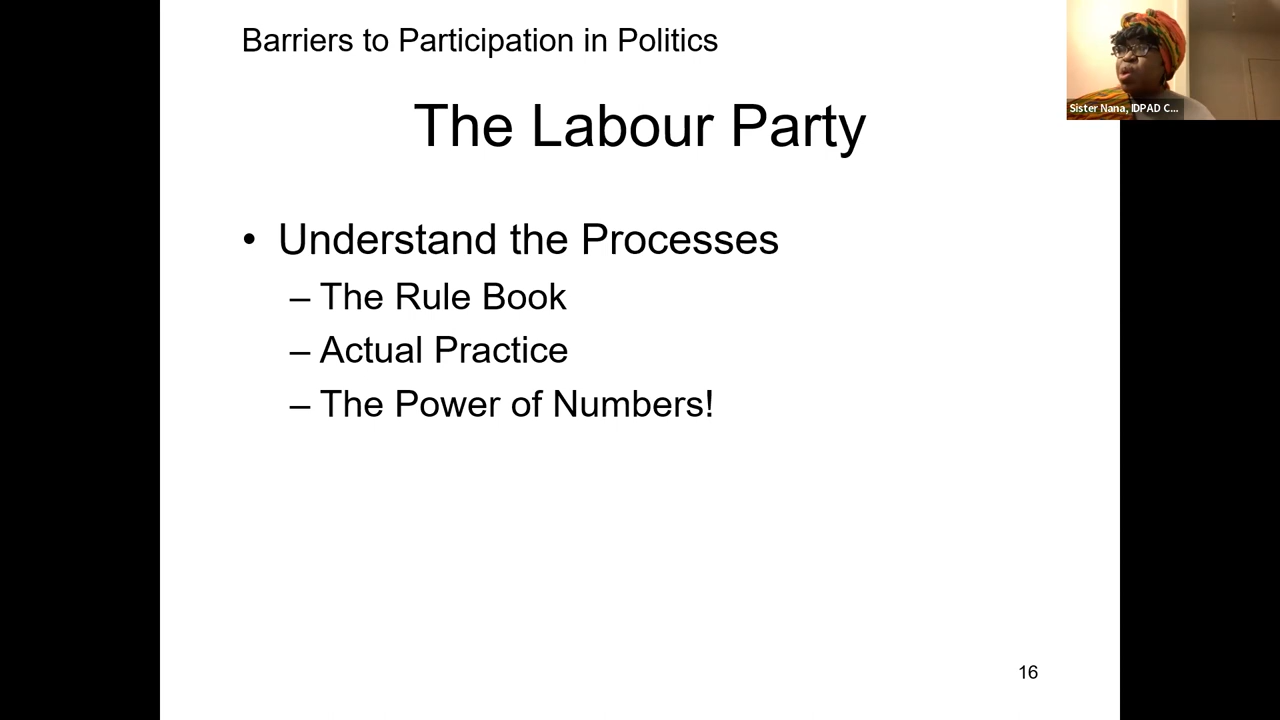 Barriers to Participation in Politics
The Labour Party
• Understand the Processes
– The Rule Book
– Actual Practice
– The Power of Numbers!
16
Sister Nana, IDPAD C...